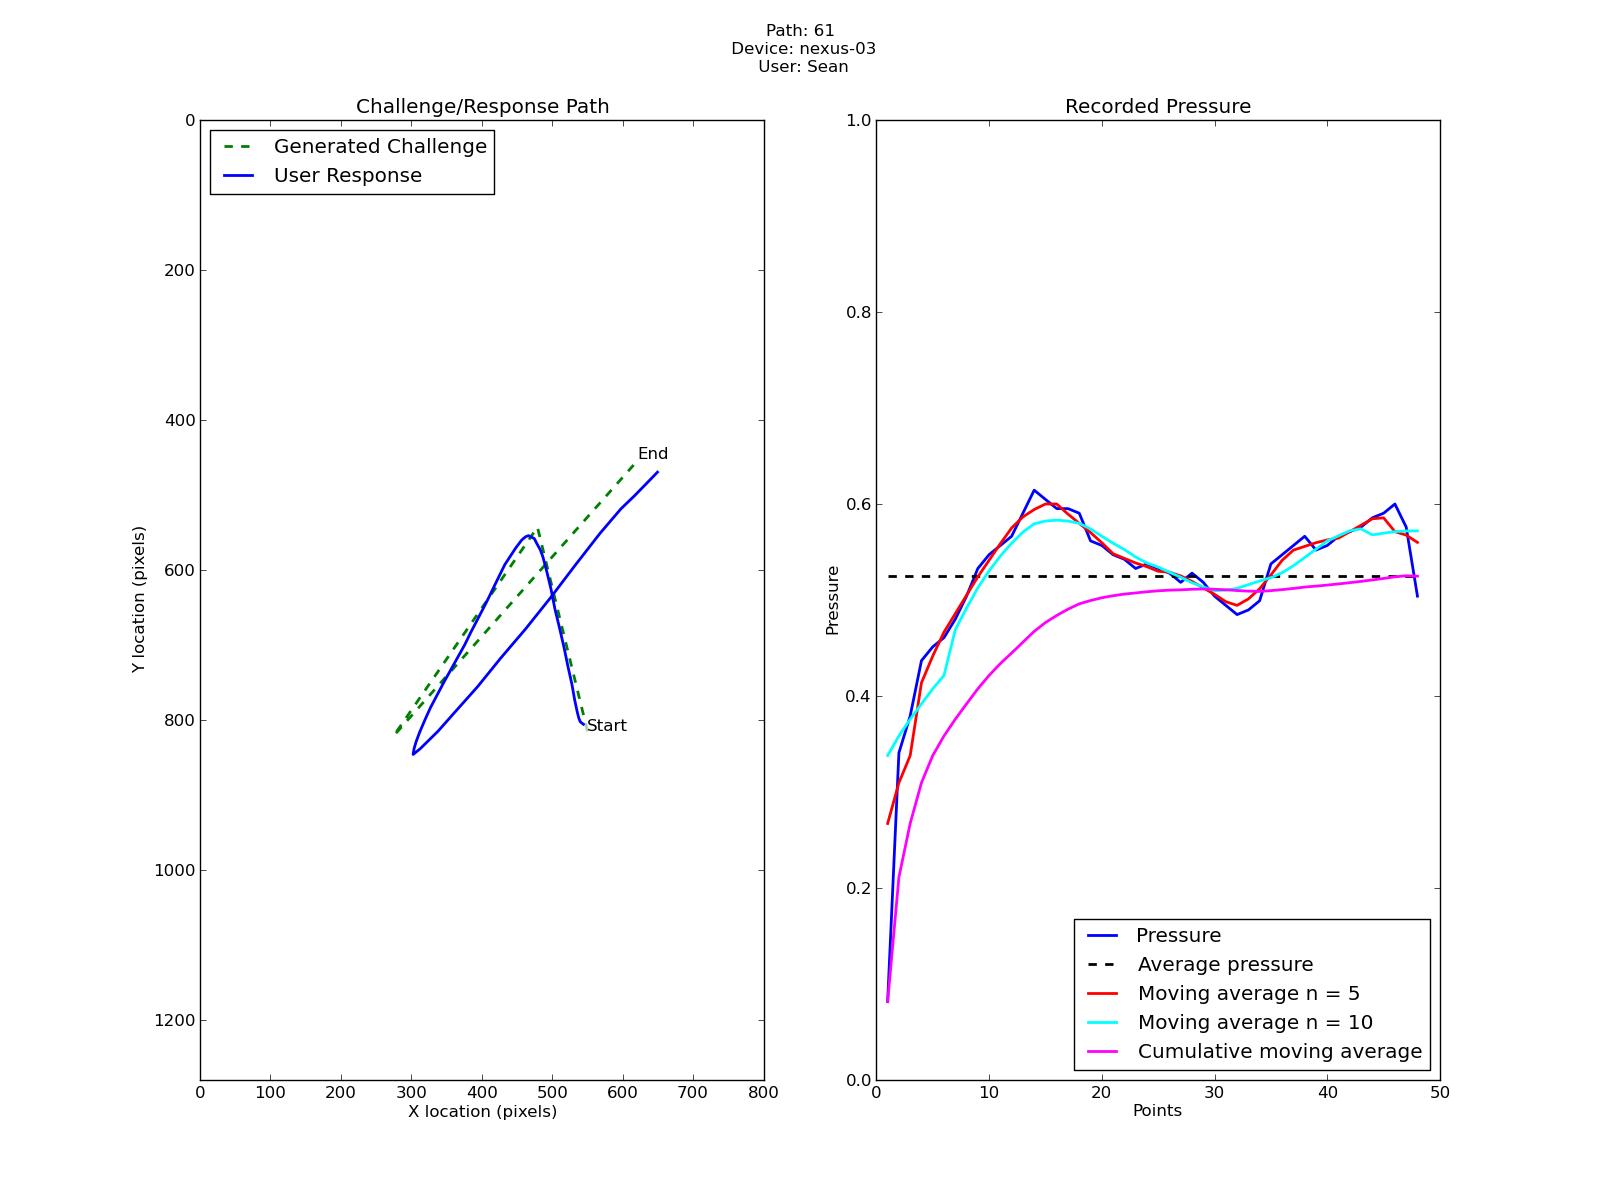 Path: 61
Device: nexus-03
User: Sean
Challenge/Response Path
Generated Challenge
User Response
0
200
400
600
800
1000
1200
Y location (pixels)
End
Start
0 100 200 300 400 500 600 700 800
X location (pixels)
Recorded Pressure
1.0
0.8
0.6
0.4
0.2
0.0
Pressure
Pressure
Average pressure
Moving average n = 5
Moving average n = 10
Cumulative moving average
0 10 20 30 40 50
Points